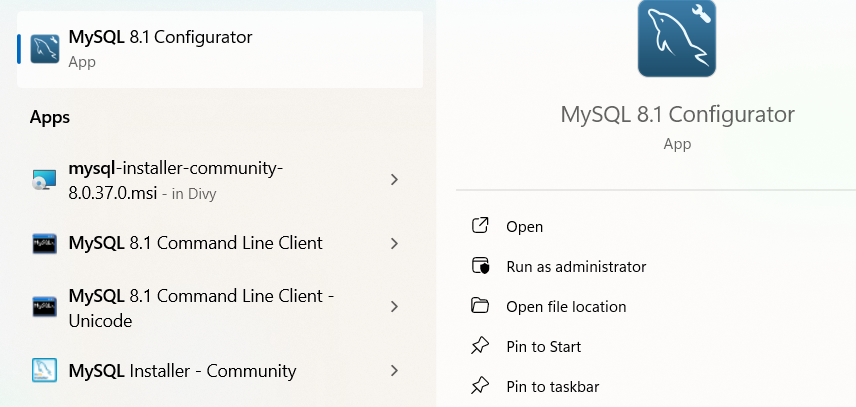 MySQL 8.1 Configurator
App
Apps
mysql-installer-community-
8.0.37.0.msi - in Divy
MySQL 8.1 Command Line Client
MySQL 8.1 Command Line Client -
Unicode
MySQL Installer - Community
MySQL 8.1 Configurator
App
Open
Run as administrator
Open file location
Pin to Start
Pin to taskbar